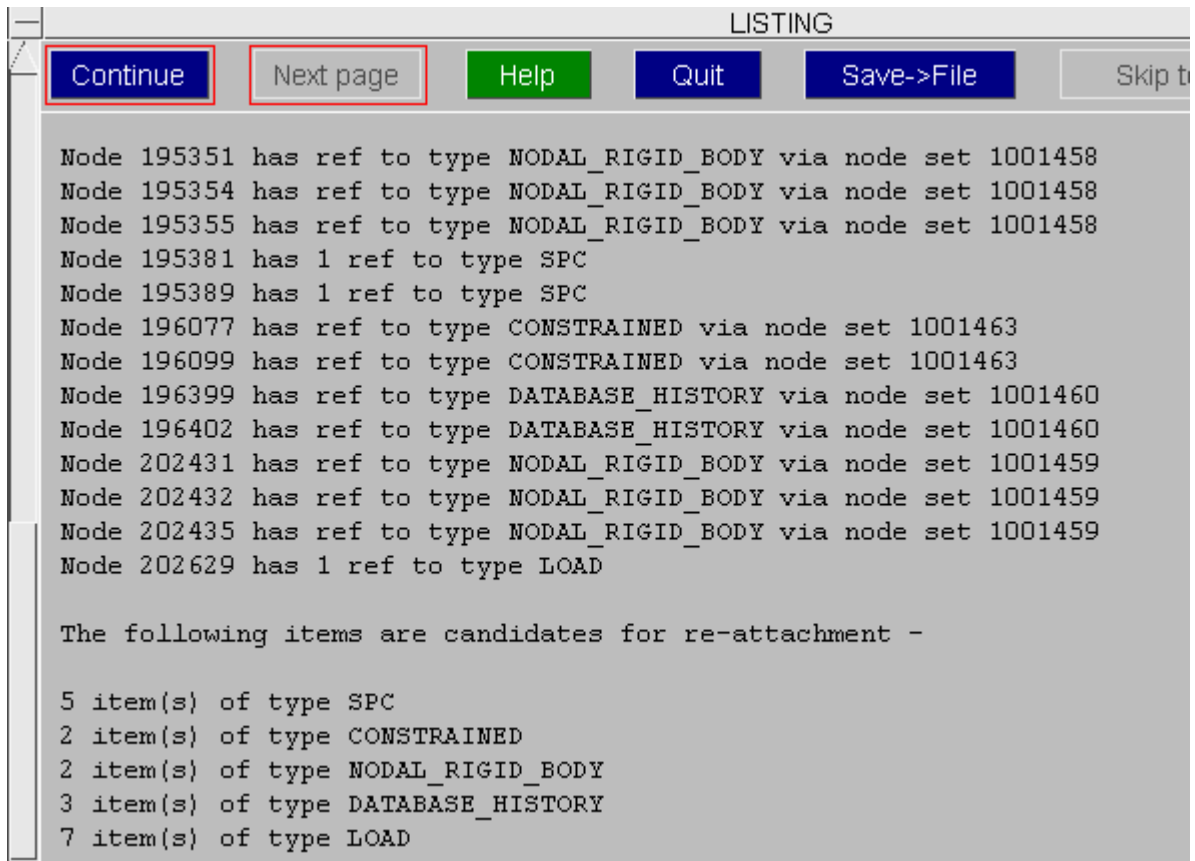 LISTING
Continue Next page Help Quit Save->File Skip
Node 195351 has ref to type NODAL_RIGID_BODY via node set 1001458
Node 195354 has ref to type NODAL_RIGID_BODY via node set 1001458
Node 195355 has ref to type NODAL_RIGID_BODY via node set 1001458
Node 195381 has 1 ref to type SPC
Node 195389 has 1 ref to type SPC
Node 196077 has ref to type CONSTRAINED via node set 1001463
Node 196099 has ref to type CONSTRAINED via node set 1001463
Node 196399 has ref to type DATABASE_HISTORY via node set 1001460
Node 196402 has ref to type DATABASE_HISTORY via node set 1001460
Node 202431 has ref to type NODAL_RIGID_BODY via node set 1001459
Node 202432 has ref to type NODAL_RIGID_BODY via node set 1001459
Node 202435 has ref to type NODAL_RIGID_BODY via node set 1001459
Node 202629 has 1 ref to type LOAD
The following items are candidates for re-attachment -
5 item(s) of type SPC
2 item(s) of type CONSTRAINED
2 item(s) of type NODAL_RIGID_BODY
3 item(s) of type DATABASE_HISTORY
7 item(s) of type LOAD